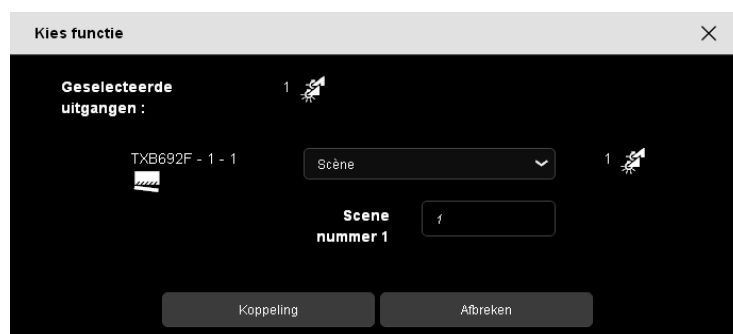 Kies functie
Geselecteerde
uitgangen :
1
TXB692F - 1 - 1
Scène
1
Scene
nummer 1
1
Koppeling
Afbreken